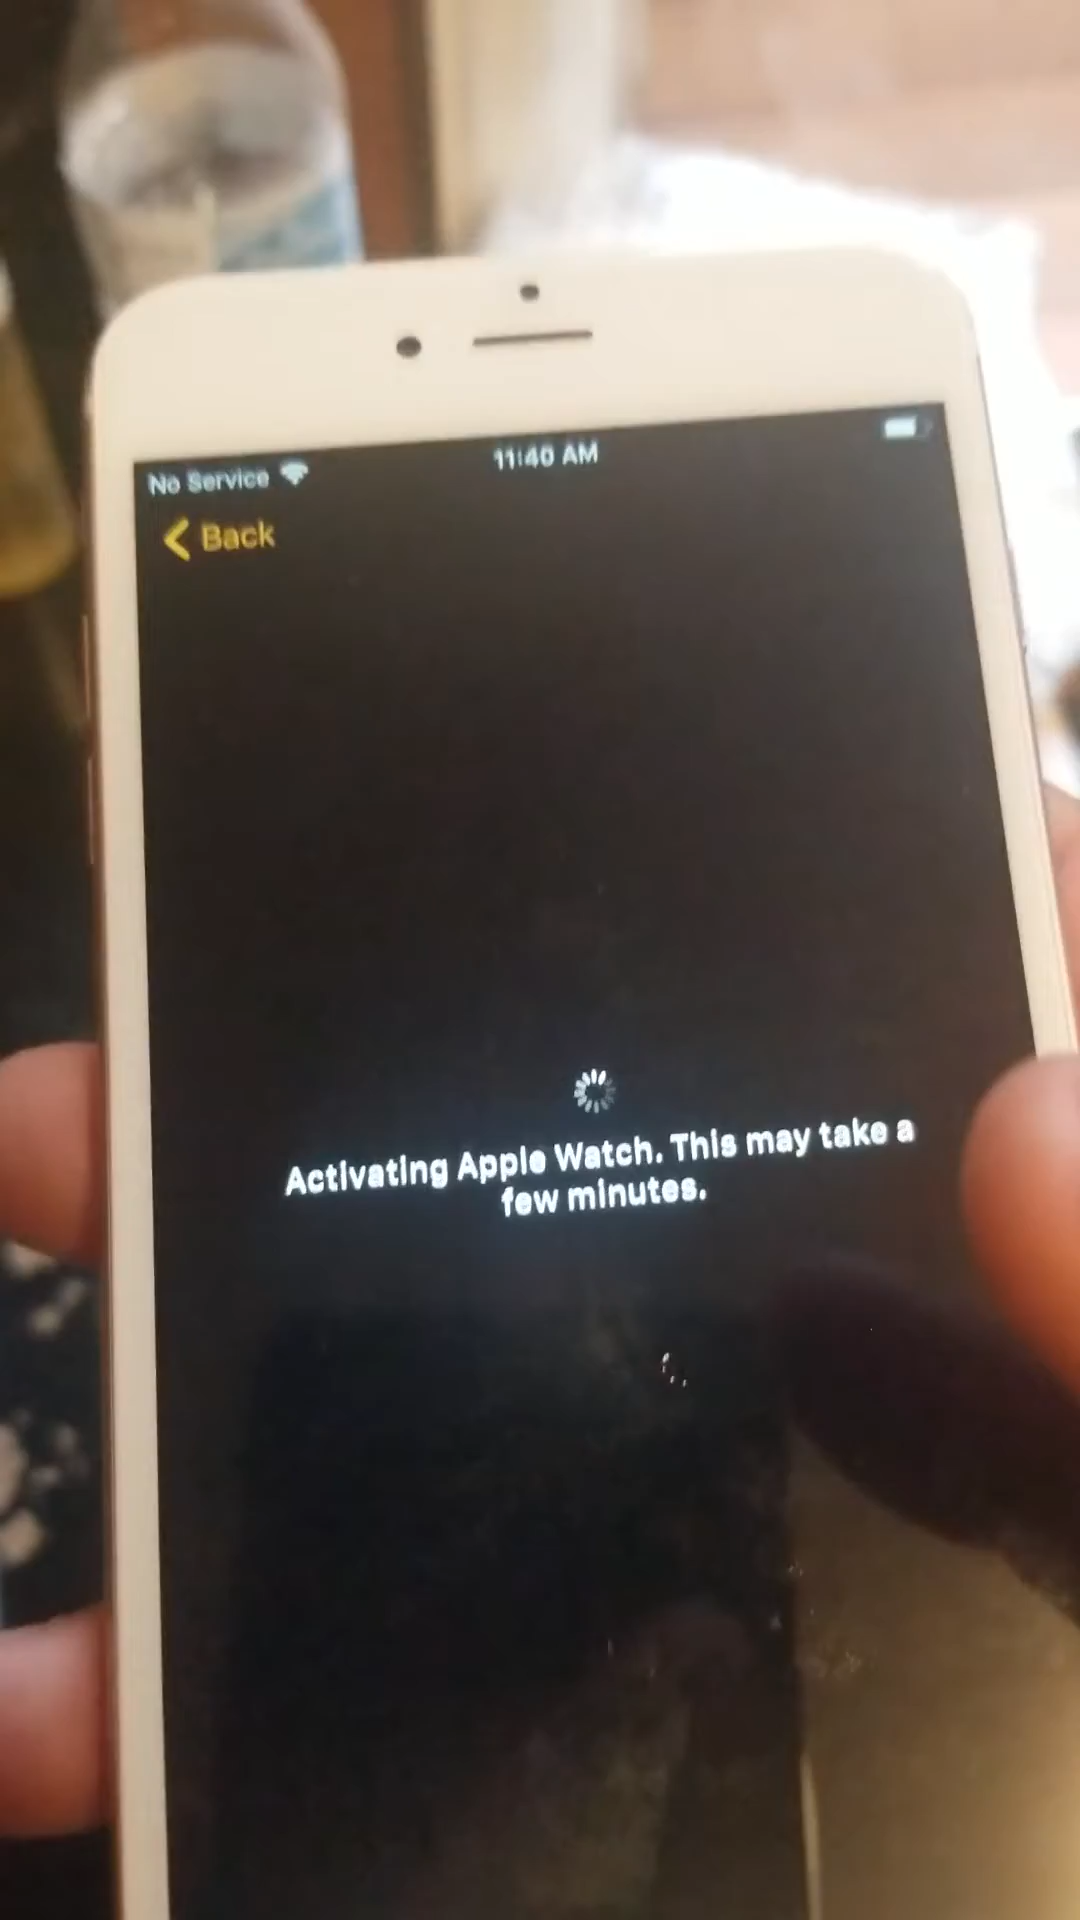 No Service 11:40 AM
Back
Activating Apple Watch. This may take a
few minutes.